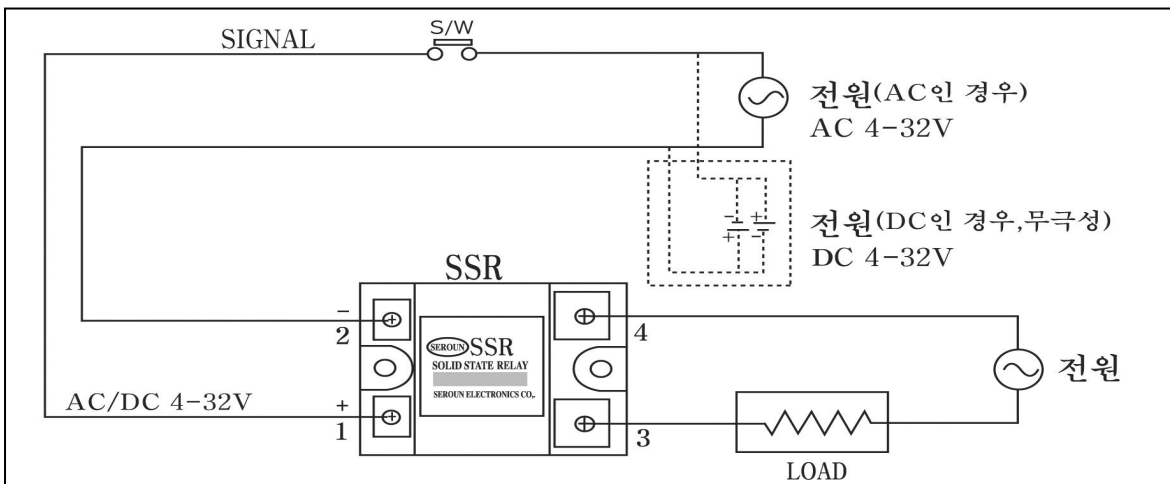 S/W
SIGNAL
전원(AC인 경우)
AC 4-32V
- +
+ -
전원(DC인 경우,무극성)
DC 4-32V
SSR
-
2
4
SEROUN SSR
SOLID STATE RELAY
SEROUN ELECTRONICS CO,.
전원
AC/DC 4-32V
+
1
3
LOAD